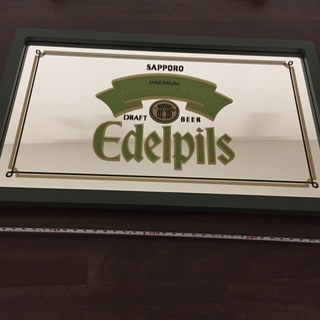 SAPPORO
PREMIUM
DRAFT BEER
Edelpils